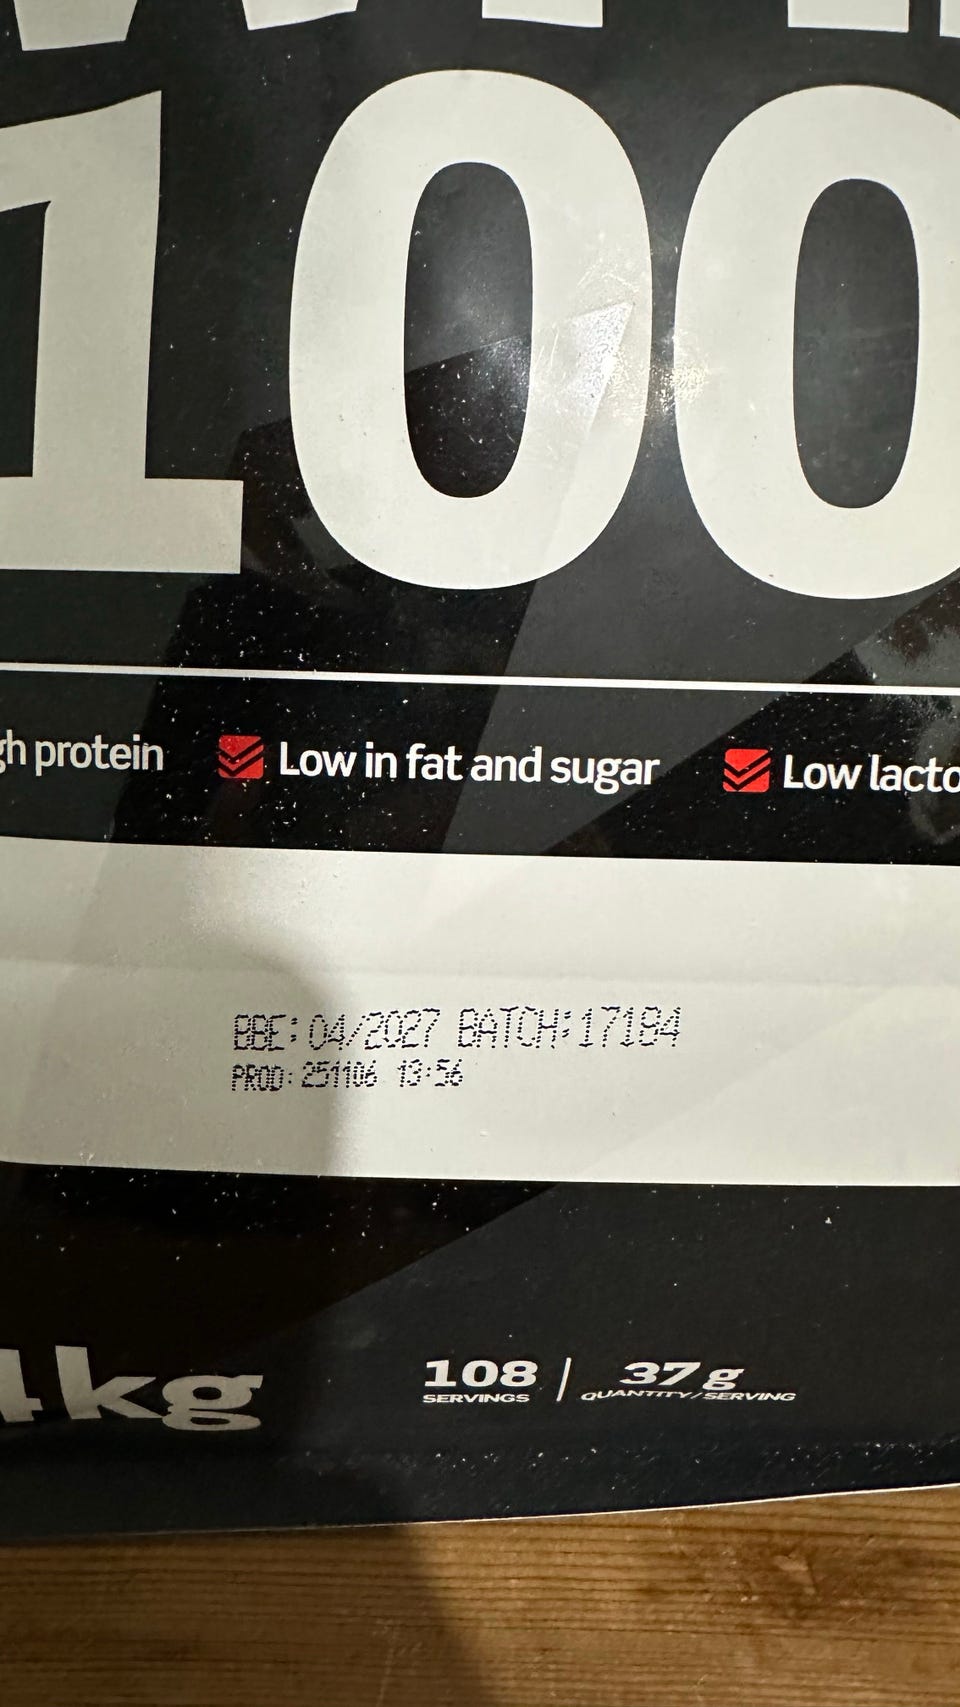 100
gh protein Low in fat and sugar Low lacto
BBE: 04/2027 BATCH:17184
PROD: 251106 13:56
4kg 108 SERVINGS | 37g QUANTITY/SERVING